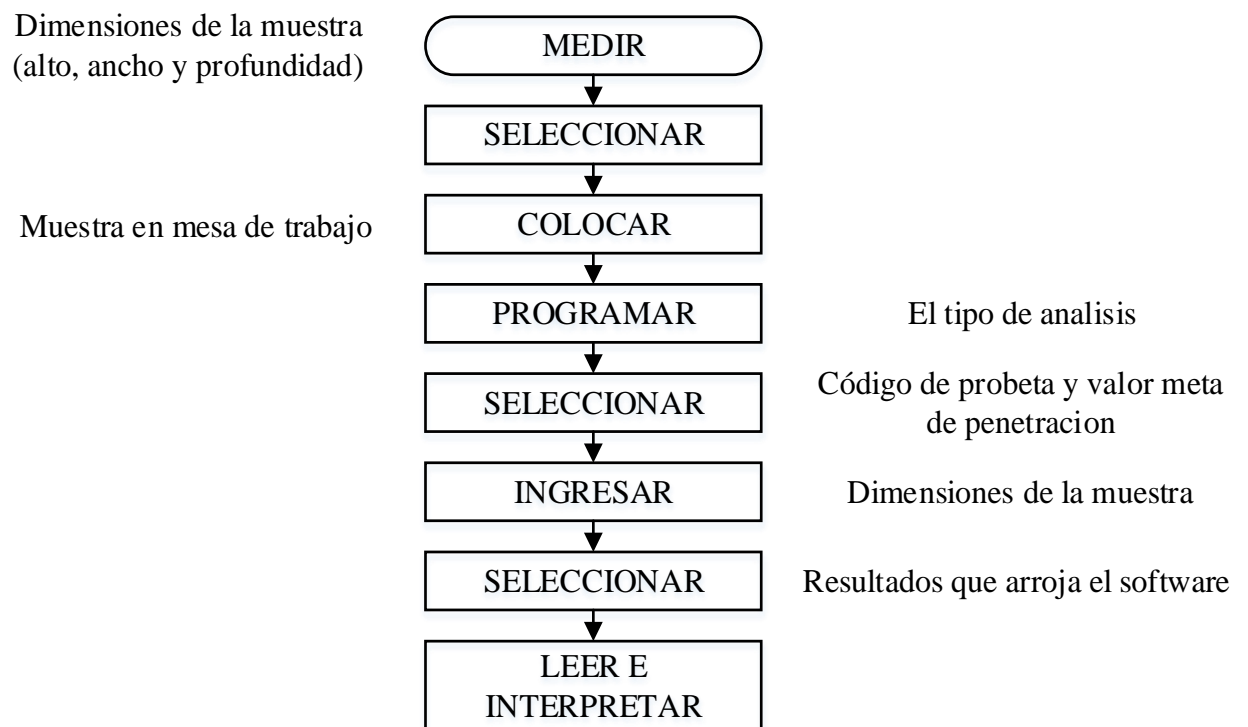 Dimensiones de la muestra
(alto, ancho y profundidad)
MEDIR
SELECCIONAR
Muestra en mesa de trabajo
COLOCAR
PROGRAMAR
El tipo de analisis
SELECCIONAR
Código de probeta y valor meta
de penetracion
INGRESAR
Dimensiones de la muestra
SELECCIONAR
Resultados que arroja el software
LEER E
INTERPRETAR